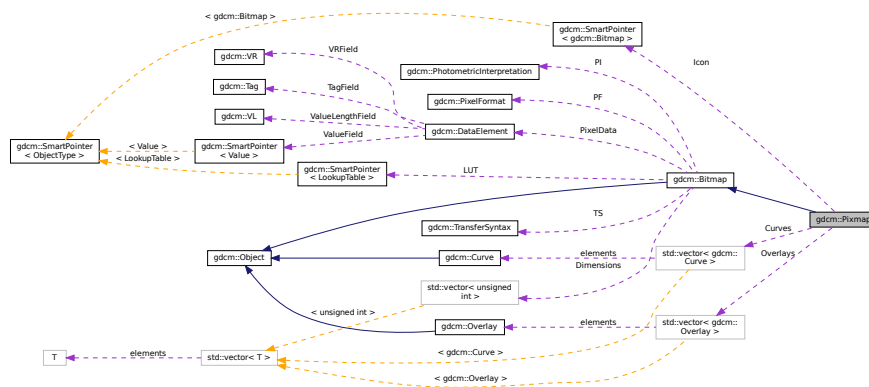 < gdcm::Bitmap >
gdcm::SmartPointer
< gdcm::Bitmap >
VRField
gdcm::VR
PI
Icon
gdcm::PhotometricInterpretation
gdcm::Tag
TagField
PF
gdcm::PixelFormat
gdcm::VL
ValueLengthField
gdcm::DataElement
PixelData
ValueField
gdcm::SmartPointer
< ObjectType >
< Value >
gdcm::SmartPointer
< Value >
< LookupTable >
gdcm::SmartPointer
< LookupTable >
LUT
gdcm::Bitmap
TS
gdcm::Pixmap
gdcm::TransferSyntax
Curves
gdcm::Object
gdcm::Curve
elements
std::vector< gdcm::
Curve >
Overlays
Dimensions
std::vector< unsigned
int >
< unsigned int >
gdcm::Overlay
elements
std::vector< gdcm::
Overlay >
T
elements
std::vector< T >
< gdcm::Curve >
< gdcm::Overlay >